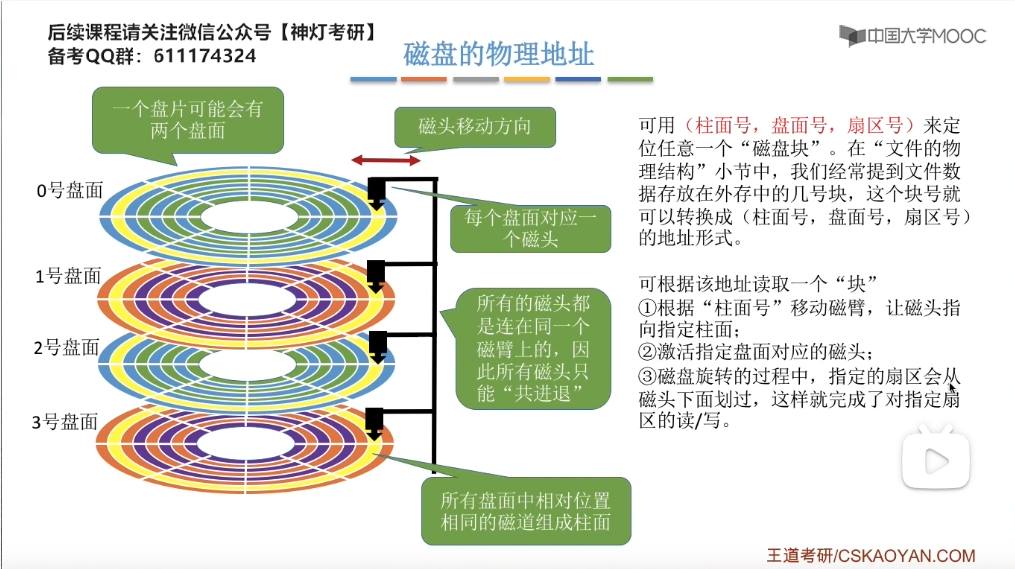 后续课程请关注微信公众号【神灯考研】
备考QQ群：611174324
磁盘的物理地址
中国大学MOOC
一个盘片可能会有
两个盘面
磁头移动方向
0号盘面
每个盘面对应一
个磁头
1号盘面
所有的磁头都
是连在同一个
磁臂上的，因
此所有磁头只
能“共进退”
2号盘面
3号盘面
所有盘面中相对位置
相同的磁道组成柱面
可用（柱面号，盘面号，扇区号）来定
位任意一个“磁盘块”。在“文件的物
理结构”小节中，我们经常提到文件数
据存放在外存中的几号块，这个块号就
可以转换成（柱面号，盘面号，扇区号）
的地址形式。
可根据该地址读取一个“块”
①根据“柱面号”移动磁臂，让磁头指
向指定柱面；
②激活指定盘面对应的磁头；
③磁盘旋转的过程中，指定的扇区会从
磁头下面划过，这样就完成了对指定扇
区的读/写。
王道考研/CSKAOYAN.COM